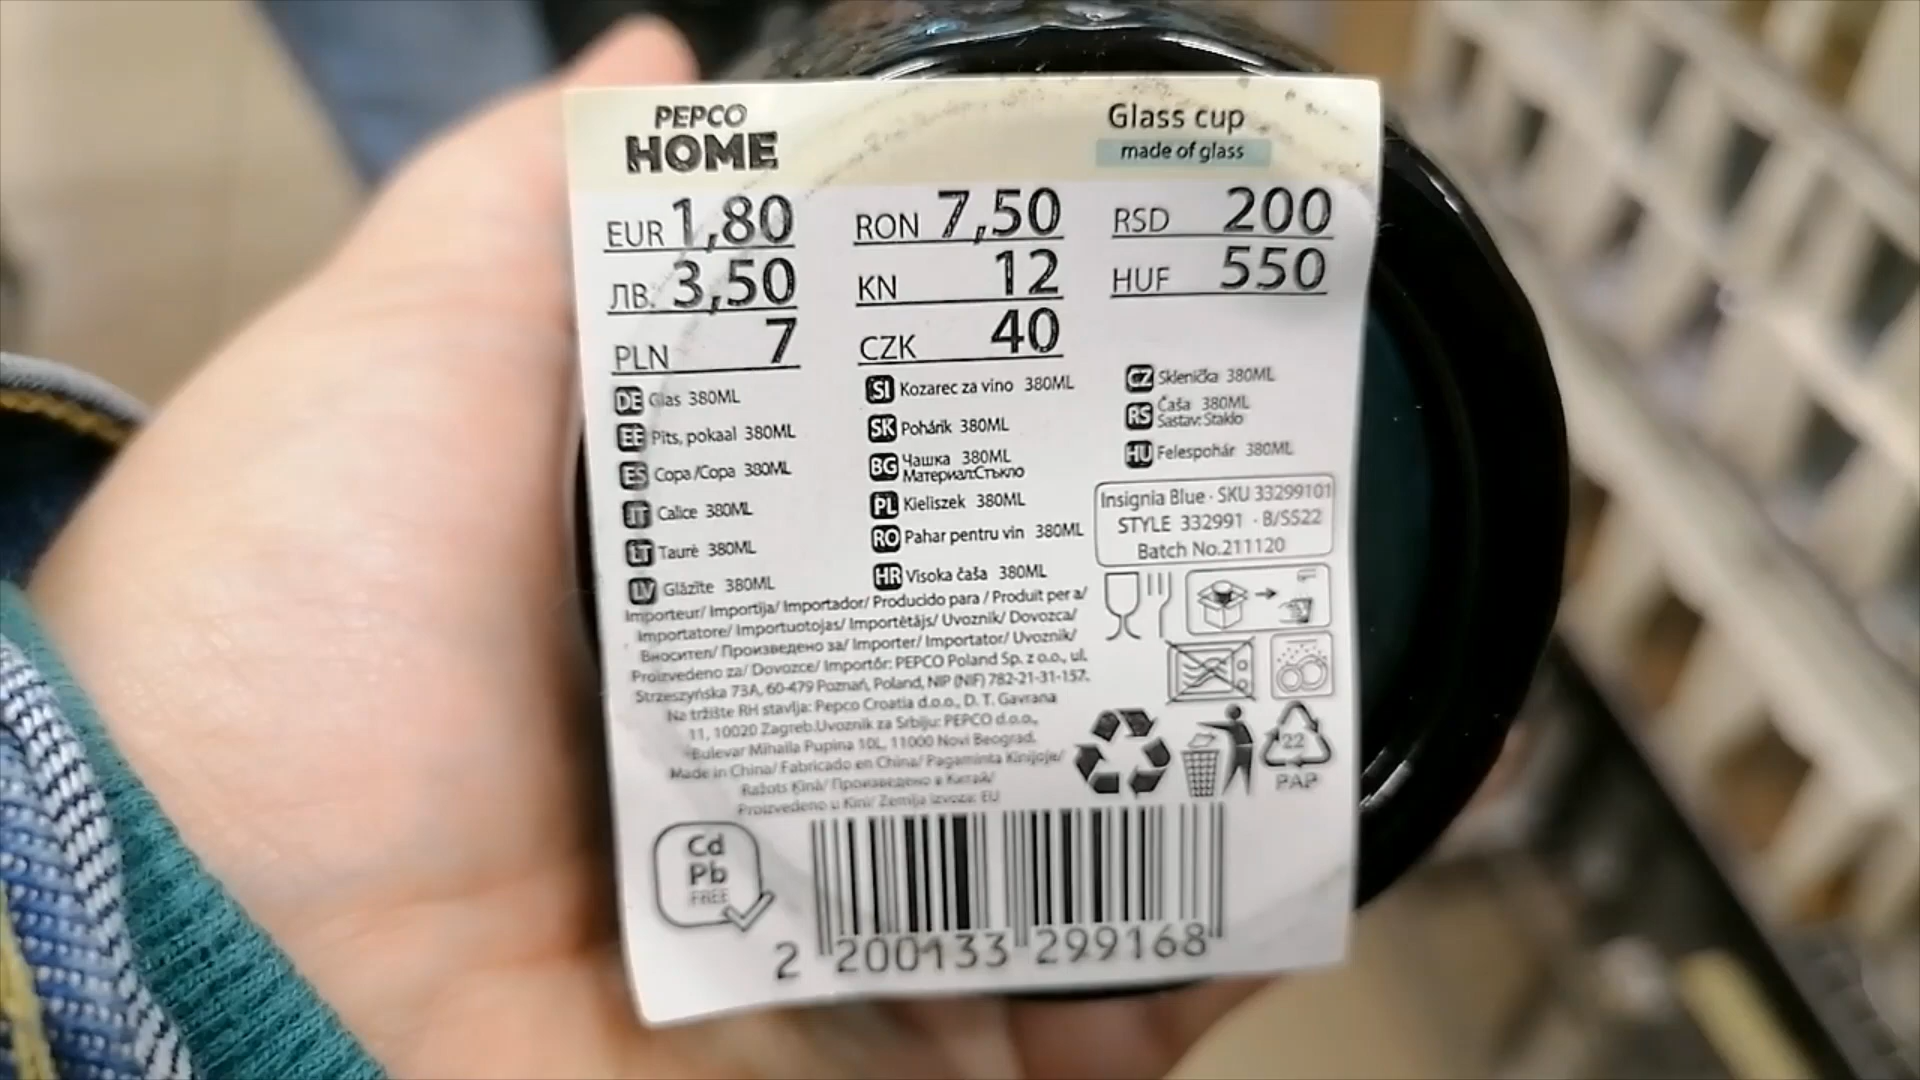 PEPCO
HOME
Glass cup
made of glass
EUR 1,80
ЛВ. 3,50
PLN 7
RON 7,50
KN 12
CZK 40
RSD 200
HUF 550
DE Glas 380ML
EE Pits, pokaal 380ML
ES Copa/Copa 380ML
IT Calice 380ML
LT Taurė 380ML
LV Glāzīte 380ML
SI Kozarec za vino 380ML
SK Pohárik 380ML
BG Чашка 380ML
Материал:Стъкло
PL Kieliszek 380ML
RO Pahar pentru vin 380ML
HR Visoka čaša 380ML
CZ Sklenička 380ML
RS Čaša 380ML
Sastav: Staklo
HU Felespohár 380ML
Insignia Blue · SKU 33299101
STYLE 332991 · B/SS22
Batch No.211120
Importeur/ Importija/ Importador/ Producido para / Produit per a/
Importatore/ Importuotojas/ Importētājs/ Uvoznik/ Dovozca/
Вносител/ Произведено за/ Importer/ Importator/ Uvoznik/
Proizvedeno za/ Dovozce/ Importőr: PEPCO Poland Sp. z o.o., ul.
Strzeszyńska 73A, 60-479 Poznań, Poland, NIP (NIF) 782-21-31-157.
Na tržište RH stavlja: Pepco Croatia d.o.o., D. T. Gavrana
11, 10020 Zagreb.Uvoznik za Srbiju: PEPCO d.o.o.,
Bulevar Mihaila Pupina 10L, 11000 Novi Beograd.
Made in China/ Fabricado en China/ Pagaminta Kinijoje/
Ražots Ķīnā/ Произведено в Китай/
Proizvedeno u Kini/ Zemlja izvoza: EU
22
PAP
Cd
Pb
FREE
2 200133 299168